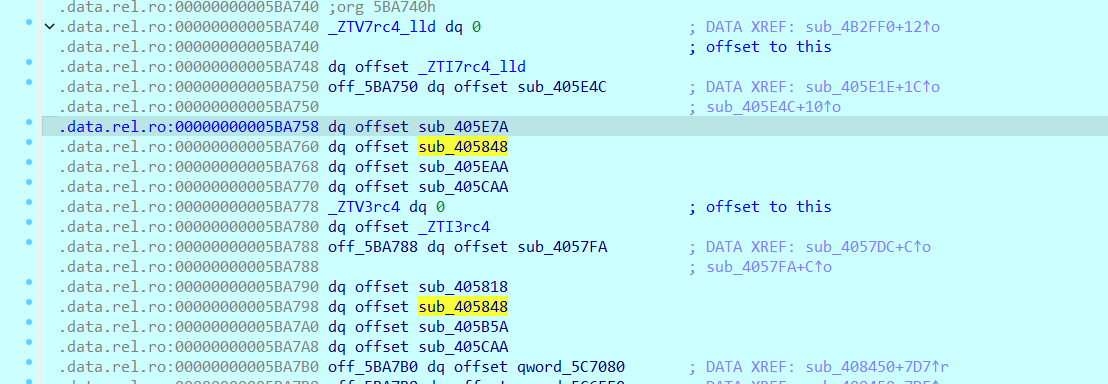 .data.rel.ro:00000000005BA740 ;org 5BA740h
.data.rel.ro:00000000005BA740 _ZTV7rc4_lld dq 0 ; DATA XREF: sub_4B2FF0+12↑o
.data.rel.ro:00000000005BA740 ; offset to this
.data.rel.ro:00000000005BA748 dq offset _ZTI7rc4_lld
.data.rel.ro:00000000005BA750 off_5BA750 dq offset sub_405E4C ; DATA XREF: sub_405E1E+1C↑o
.data.rel.ro:00000000005BA750 ; sub_405E4C+10↑o
.data.rel.ro:00000000005BA758 dq offset sub_405E7A
.data.rel.ro:00000000005BA760 dq offset sub_405848
.data.rel.ro:00000000005BA768 dq offset sub_405EAA
.data.rel.ro:00000000005BA770 dq offset sub_405CAA
.data.rel.ro:00000000005BA778 _ZTV3rc4 dq 0 ; offset to this
.data.rel.ro:00000000005BA780 dq offset _ZTI3rc4
.data.rel.ro:00000000005BA788 off_5BA788 dq offset sub_4057FA ; DATA XREF: sub_4057DC+C↑o
.data.rel.ro:00000000005BA788 ; sub_4057FA+C↑o
.data.rel.ro:00000000005BA790 dq offset sub_405818
.data.rel.ro:00000000005BA798 dq offset sub_405848
.data.rel.ro:00000000005BA7A0 dq offset sub_405B5A
.data.rel.ro:00000000005BA7A8 dq offset sub_405CAA
.data.rel.ro:00000000005BA7B0 off_5BA7B0 dq offset qword_5C7080 ; DATA XREF: sub_408450+7D7↑r